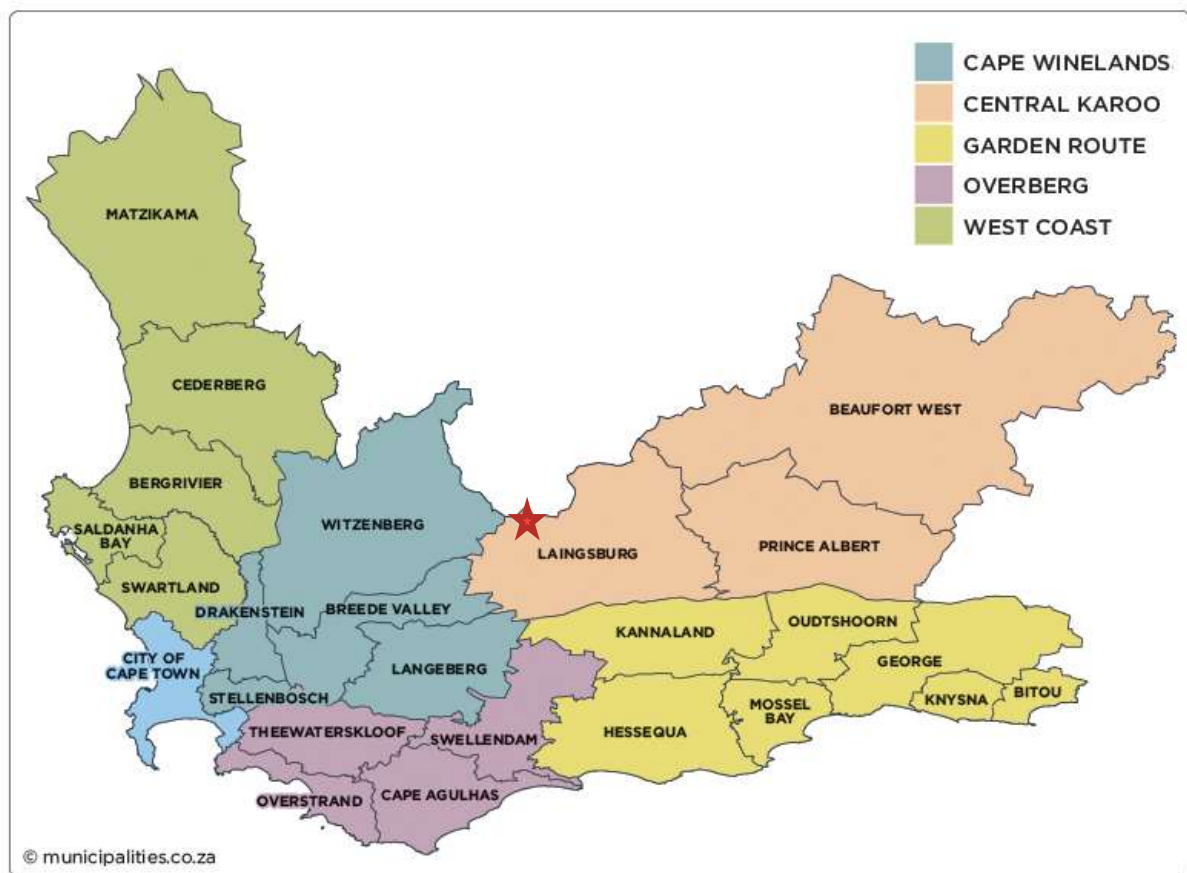 CAPE WINELANDS
CENTRAL KAROO
GARDEN ROUTE
OVERBERG
WEST COAST
MATZIKAMA
CEDERBERG
BEAUFORT WEST
BERGRIVIER
WITZENBERG
SALDANHA
BAY
LAINGSBURG
PRINCE ALBERT
SWARTLAND
DRAKENSTEIN
BREEDE VALLEY
KANNALAND
OUDTSHOORN
CITY OF
CAPE TOWN
LANGEBERG
GEORGE
STELLENBOSCH
KNYSNA
BITOU
MOSSEL
BAY
THEEWATERSKLOOF
SWELLENDAM
HESSEQUA
OVERSTRAND
CAPE AGULHAS
© municipalities.co.za